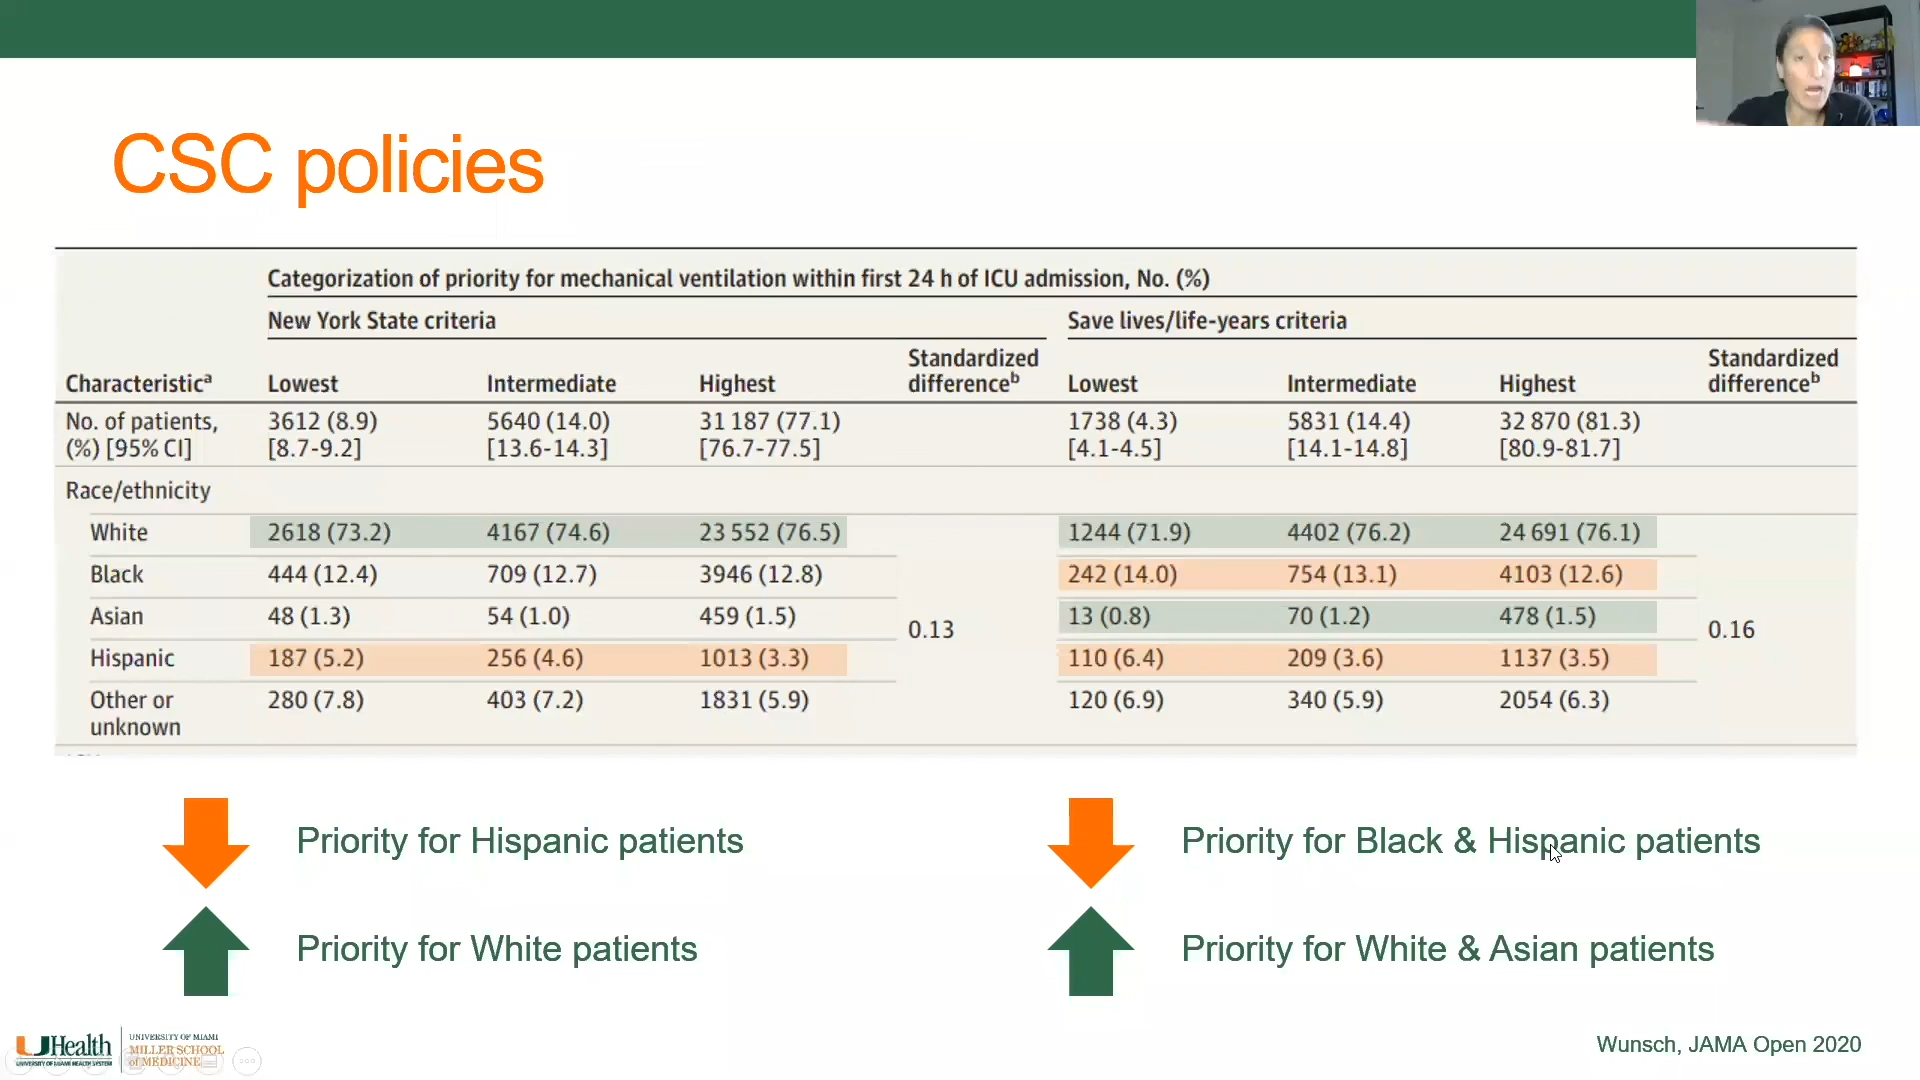 CSC policies
Categorization of priority for mechanical ventilation within first 24 h of ICU admission, No. (%)
New York State criteria
Save lives/life-years criteria
Characteristicᵃ Lowest Intermediate Highest Standardized differenceᵇ Lowest Intermediate Highest Standardized differenceᵇ
No. of patients, 3612 (8.9) 5640 (14.0) 31 187 (77.1) 1738 (4.3) 5831 (14.4) 32 870 (81.3)
(%) [95% CI] [8.7-9.2] [13.6-14.3] [76.7-77.5] [4.1-4.5] [14.1-14.8] [80.9-81.7]
Race/ethnicity
White 2618 (73.2) 4167 (74.6) 23 552 (76.5) 1244 (71.9) 4402 (76.2) 24 691 (76.1)
Black 444 (12.4) 709 (12.7) 3946 (12.8) 242 (14.0) 754 (13.1) 4103 (12.6)
Asian 48 (1.3) 54 (1.0) 459 (1.5) 0.13 13 (0.8) 70 (1.2) 478 (1.5) 0.16
Hispanic 187 (5.2) 256 (4.6) 1013 (3.3) 110 (6.4) 209 (3.6) 1137 (3.5)
Other or 280 (7.8) 403 (7.2) 1831 (5.9) 120 (6.9) 340 (5.9) 2054 (6.3)
unknown
Priority for Hispanic patients
Priority for Black & Hispanic patients
Priority for White patients
Priority for White & Asian patients
UHealth
UNIVERSITY OF MIAMI HEALTH SYSTEM
UNIVERSITY OF MIAMI
MILLER SCHOOL
of MEDICINE
Wunsch, JAMA Open 2020